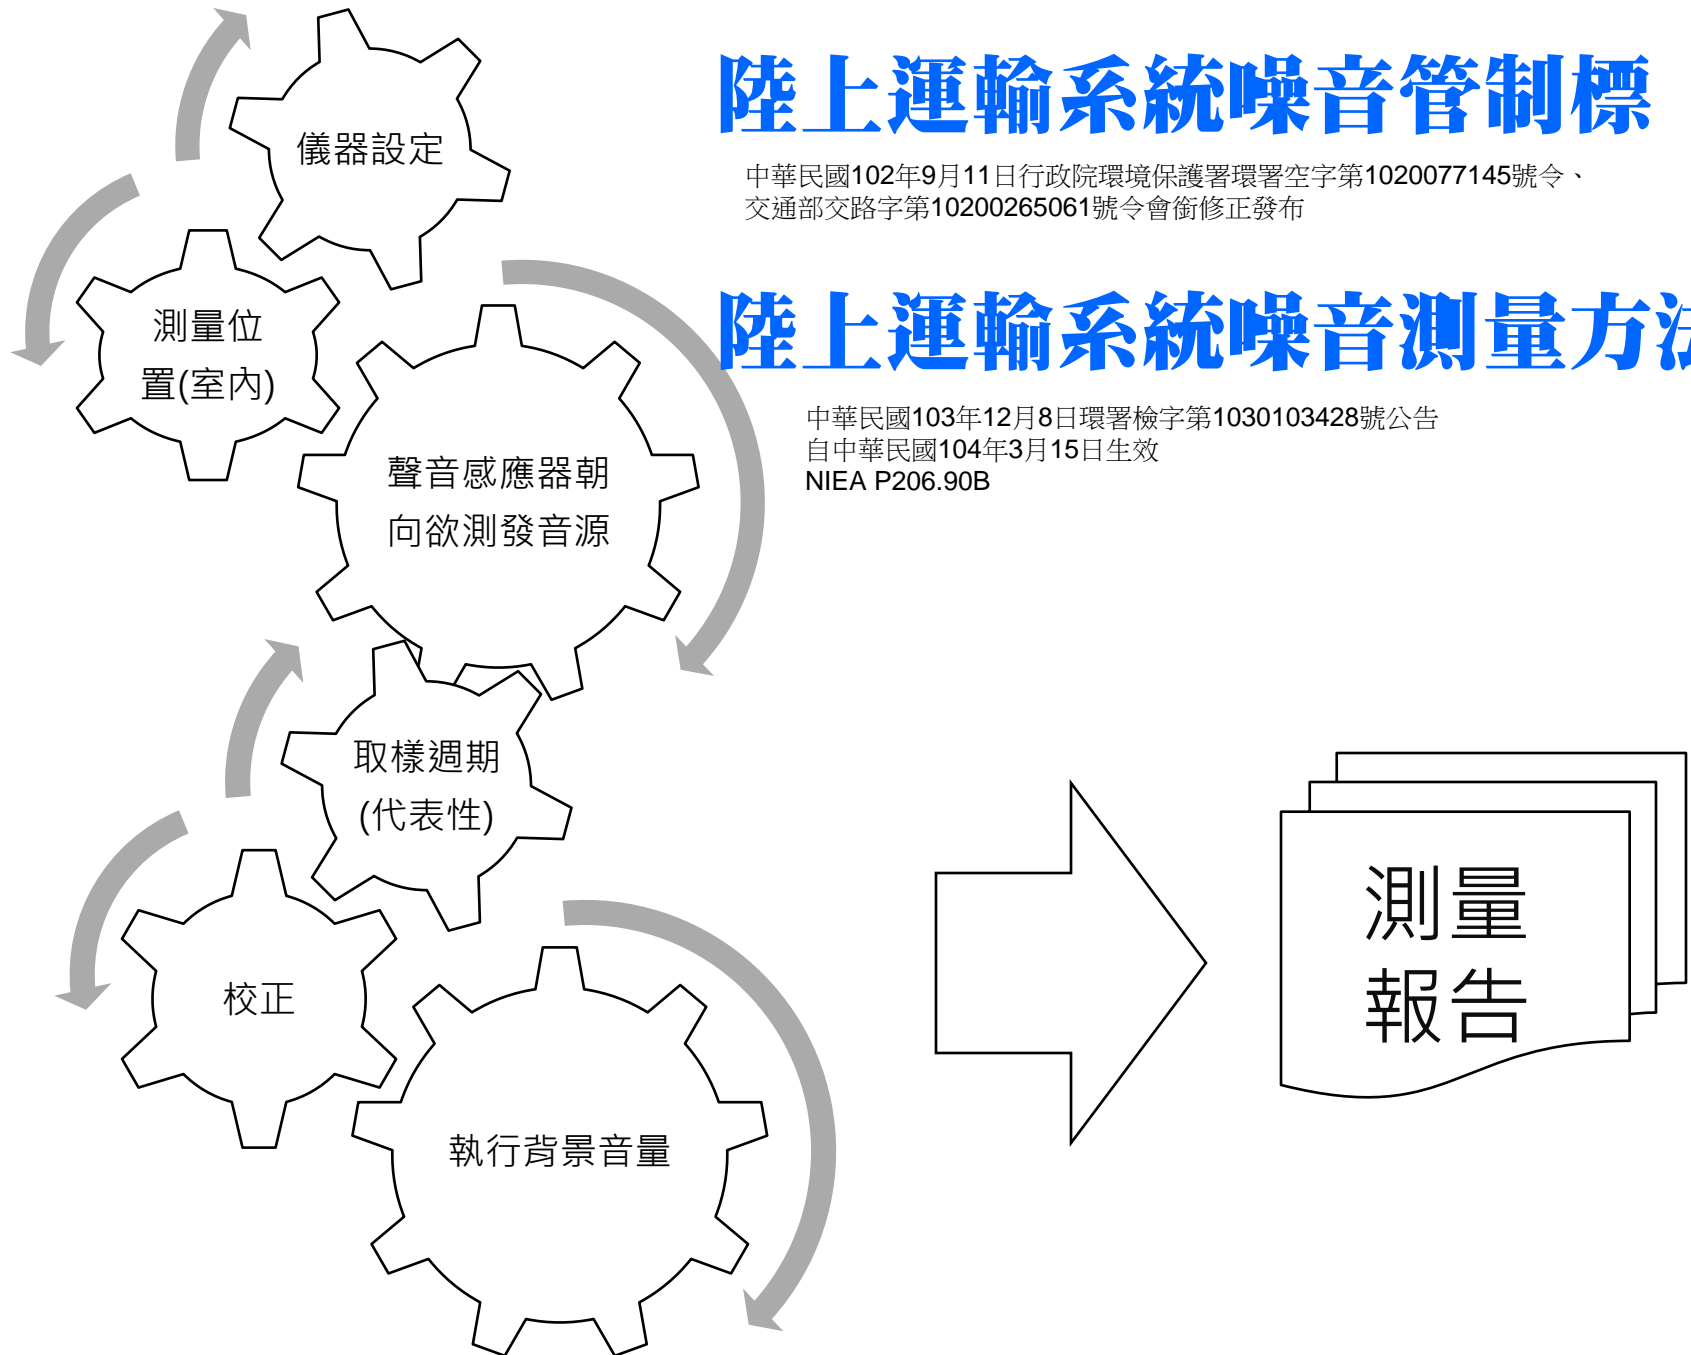 陸上運輸系統噪音管制標
中華民國102年9月11日行政院環境保護署環署空字第1020077145號令、
交通部交路字第10200265061號令會銜修正發布
陸上運輸系統噪音測量方法
中華民國103年12月8日環署檢字第1030103428號公告
自中華民國104年3月15日生效
NIEA P206.90B
儀器設定
測量位
置(室內)
聲音感應器朝
向欲測發音源
取樣週期
(代表性)
校正
執行背景音量
測量
報告